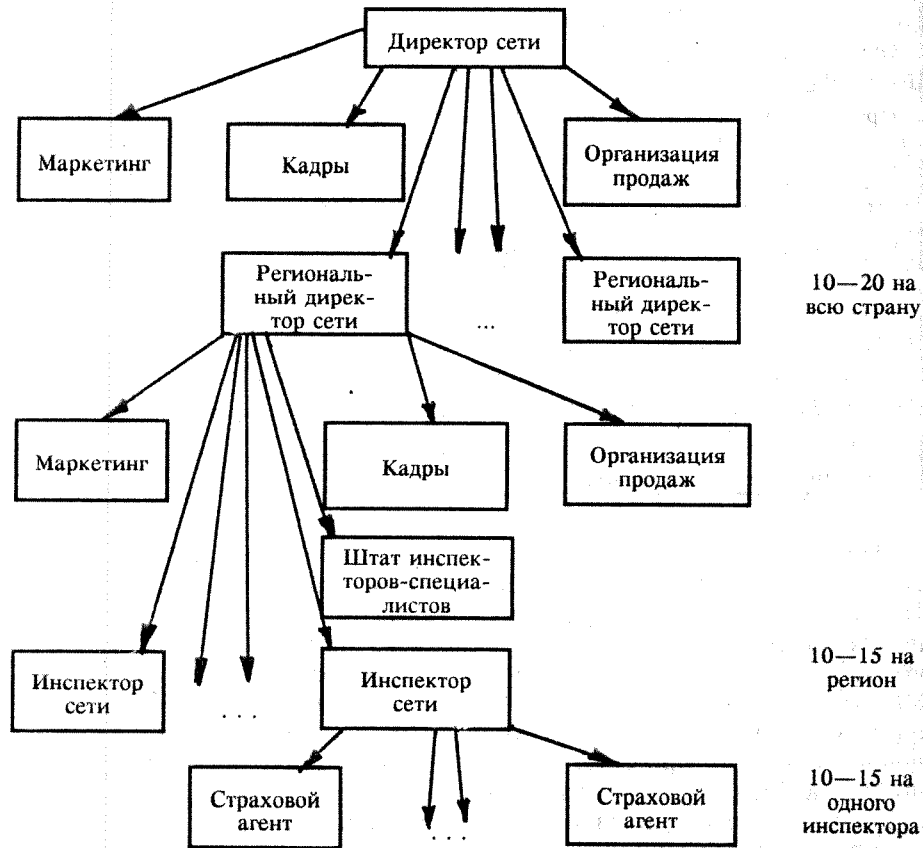 Директор сети
Маркетинг
Кадры
Организация
продаж
Региональ-
ный дирек-
тор сети
...
Региональ-
ный дирек-
тор сети
10—20 на
всю страну
Маркетинг
Кадры
Организация
продаж
Штат инспек-
торов-специа-
листов
Инспектор
сети
...
Инспектор
сети
10—15 на
регион
Страховой
агент
...
Страховой
агент
10—15 на
одного
инспектора